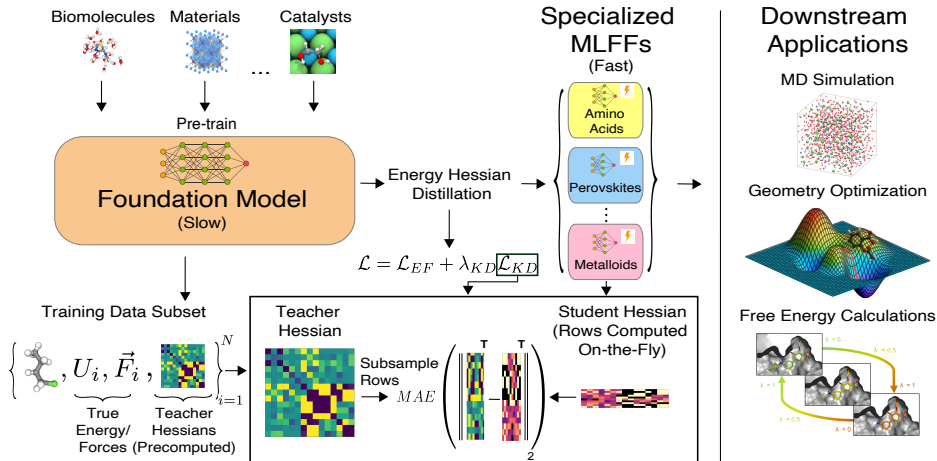 Biomolecules
Materials
Catalysts
...
Pre-train
Foundation Model
(Slow)
Energy Hessian
Distillation
ℒ = ℒ_EF + λ_KD ℒ_KD
Specialized
MLFFs
(Fast)
Amino
Acids
Perovskites
⋮
Metalloids
Training Data Subset
{ , U_i, F⃗_i , }^N_{i=1}
True
Energy/
Forces
Teacher
Hessians
(Precomputed)
Teacher
Hessian
Subsample
Rows
MAE ( ‖ ^T − ^T ‖ )_2
Student Hessian
(Rows Computed
On-the-Fly)
Downstream
Applications
MD Simulation
Geometry Optimization
Free Energy Calculations
λ = 0
λ = 0.5
λ = 1
λ = 1
λ = 0.5
λ = 0